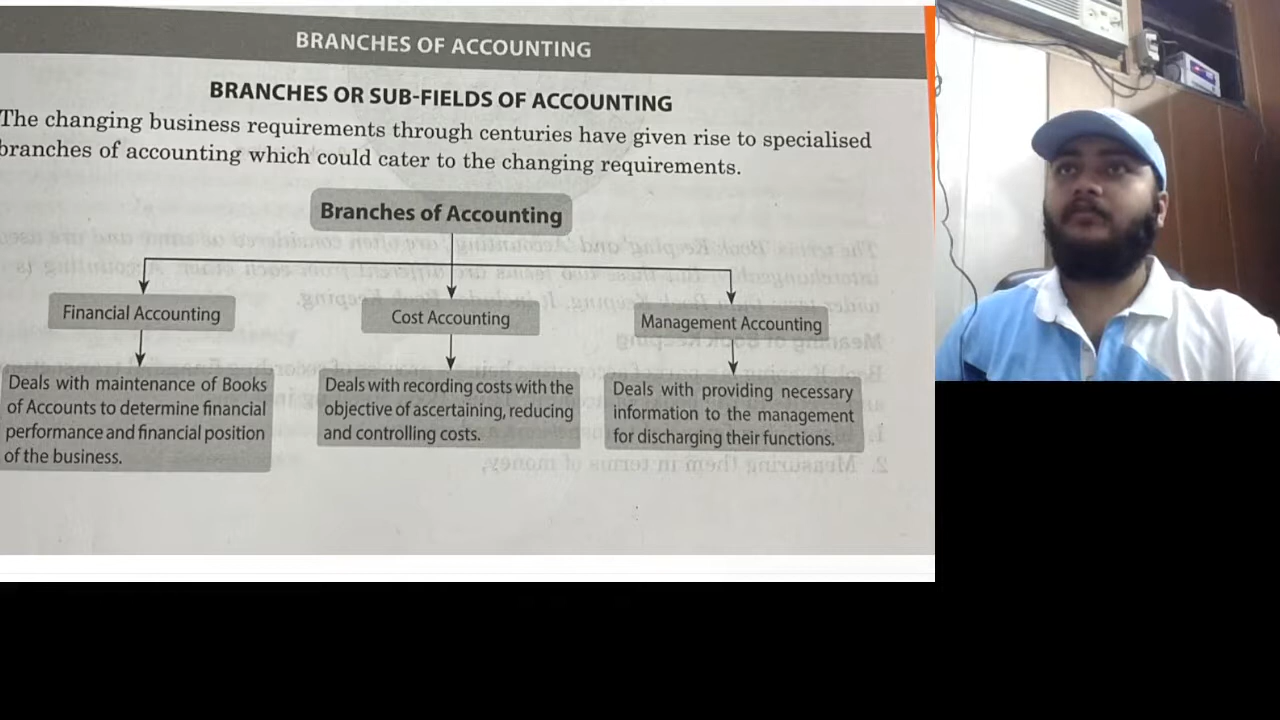 BRANCHES OF ACCOUNTING
BRANCHES OR SUB-FIELDS OF ACCOUNTING
The changing business requirements through centuries have given rise to specialised
branches of accounting which could cater to the changing requirements.
Branches of Accounting
Financial Accounting
Cost Accounting
Management Accounting
Deals with maintenance of Books
of Accounts to determine financial
performance and financial position
of the business.
Deals with recording costs with the
objective of ascertaining, reducing
and controlling costs.
Deals with providing necessary
information to the management
for discharging their functions.